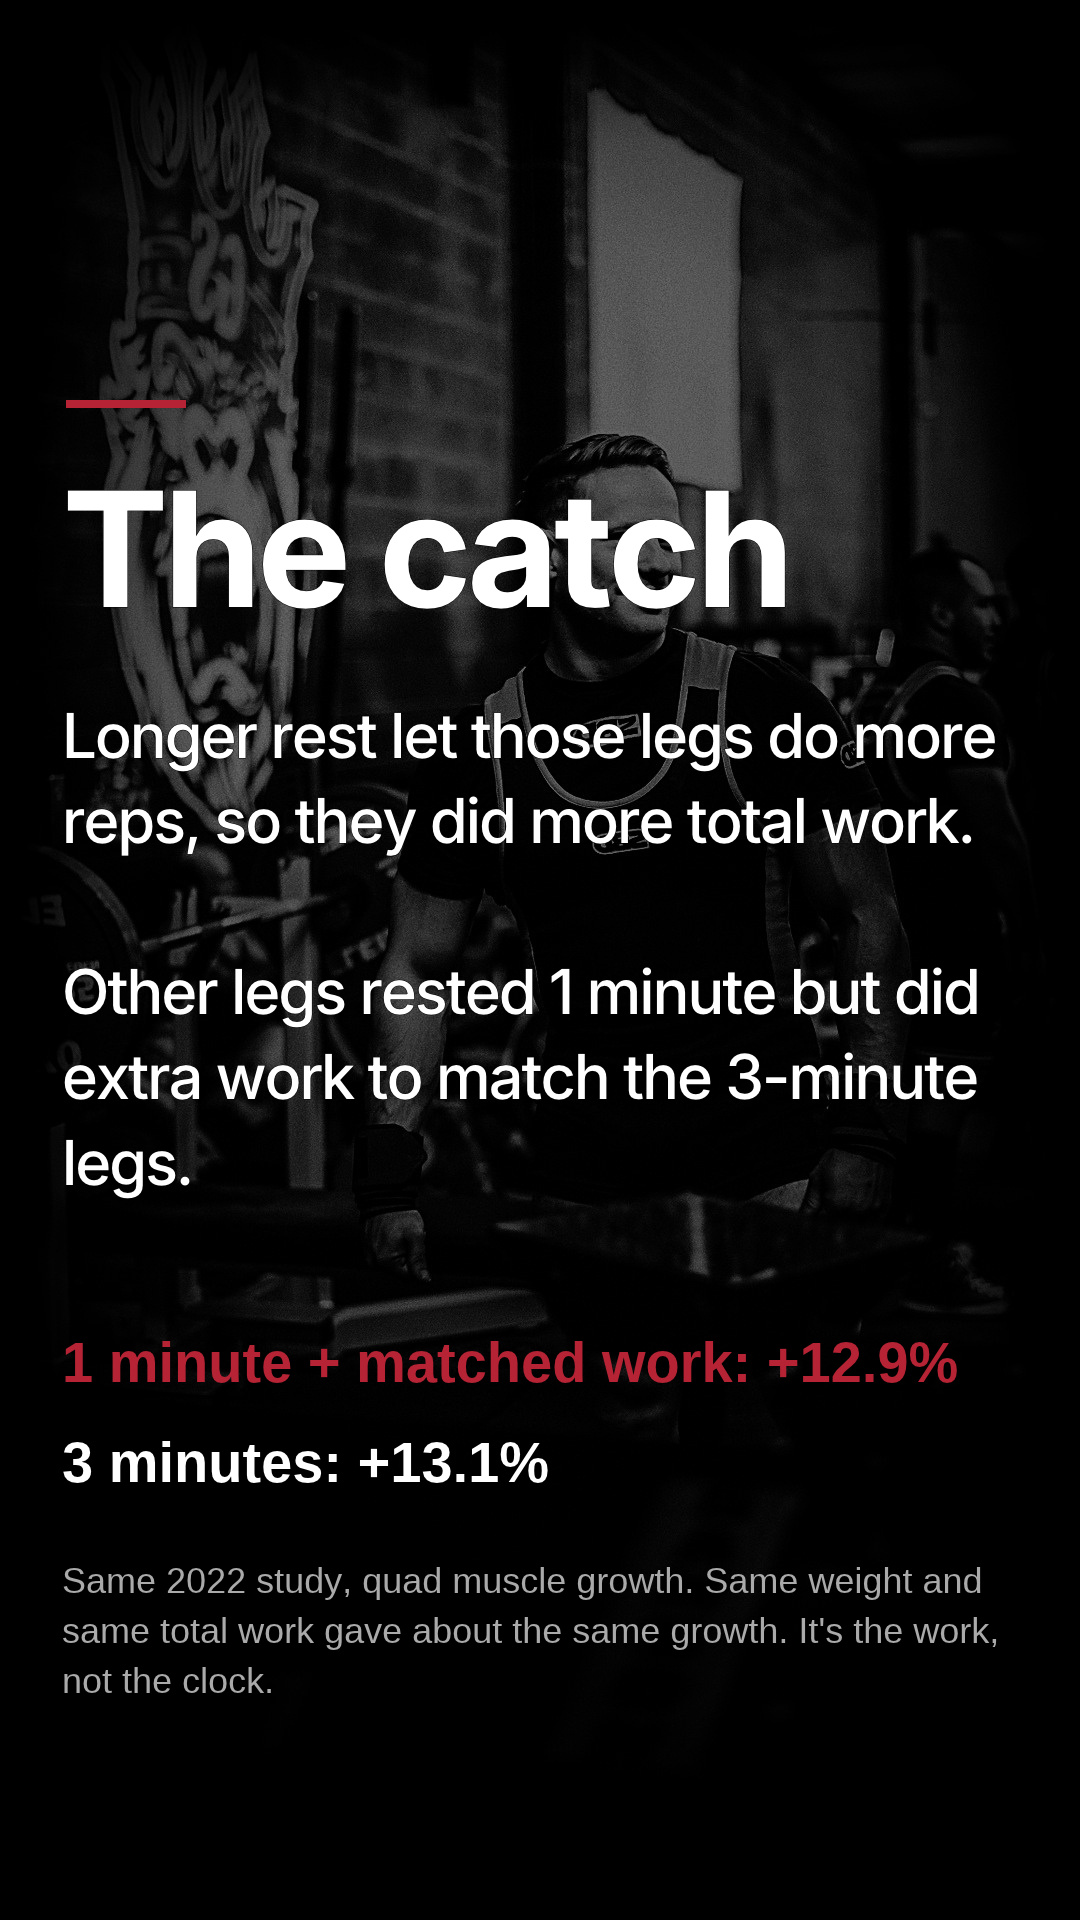 The catch
Longer rest let those legs do more
reps, so they did more total work.
Other legs rested 1 minute but did
extra work to match the 3-minute
legs.
1 minute + matched work: +12.9%
3 minutes: +13.1%
Same 2022 study, quad muscle growth. Same weight and
same total work gave about the same growth. It's the work,
not the clock.